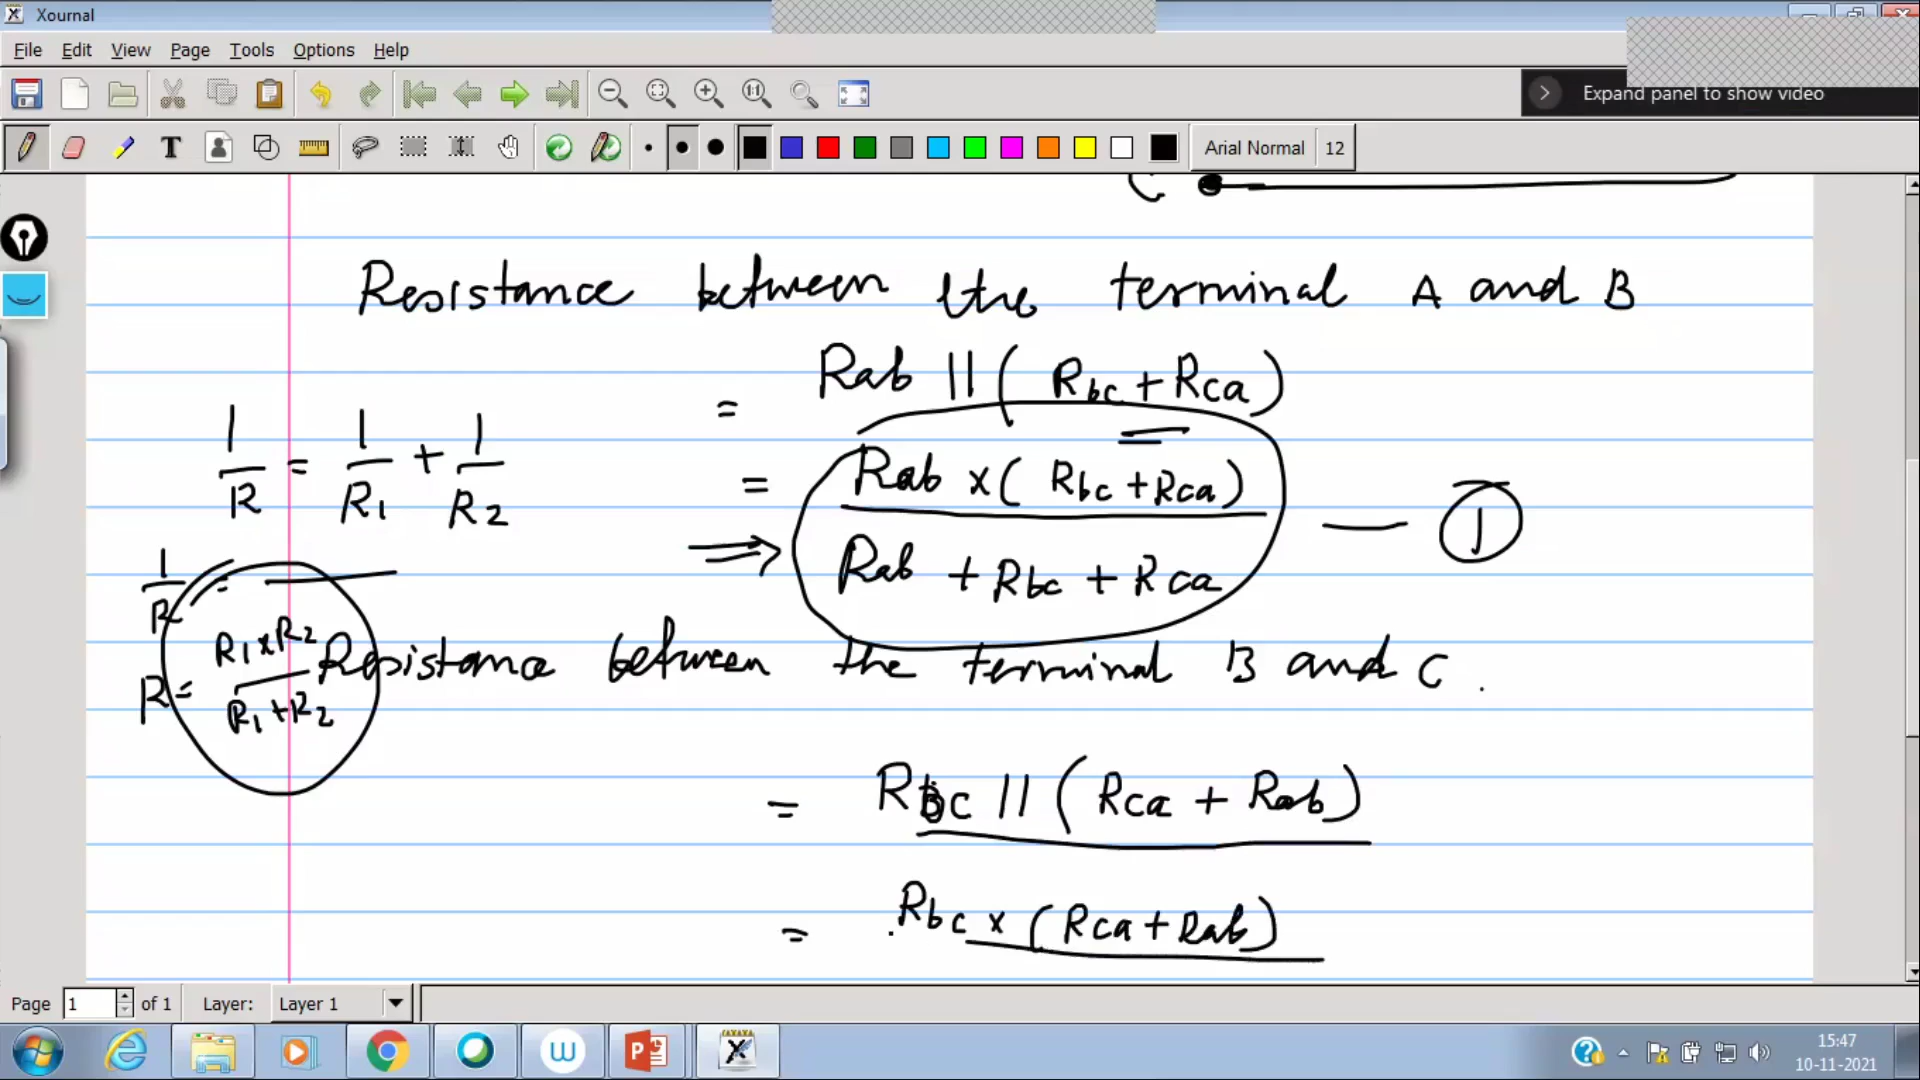 Xournal
File Edit View Page Tools Options Help
Expand panel to show video
Arial Normal 12
Resistance between the terminal A and B
= Rab || ( Rbc + Rca )
= Rab x ( Rbc + Rca )
⇒ Rab + Rbc + Rca — 1
1/R = 1/R1 + 1/R2
1/R =
R = R1 x R2 / R1 + R2
Resistance between the terminal B and C.
= Rbc || ( Rca + Rab )
= Rbc x ( Rca + Rab )
Page 1 of 1 Layer: Layer 1
15:47
10-11-2021